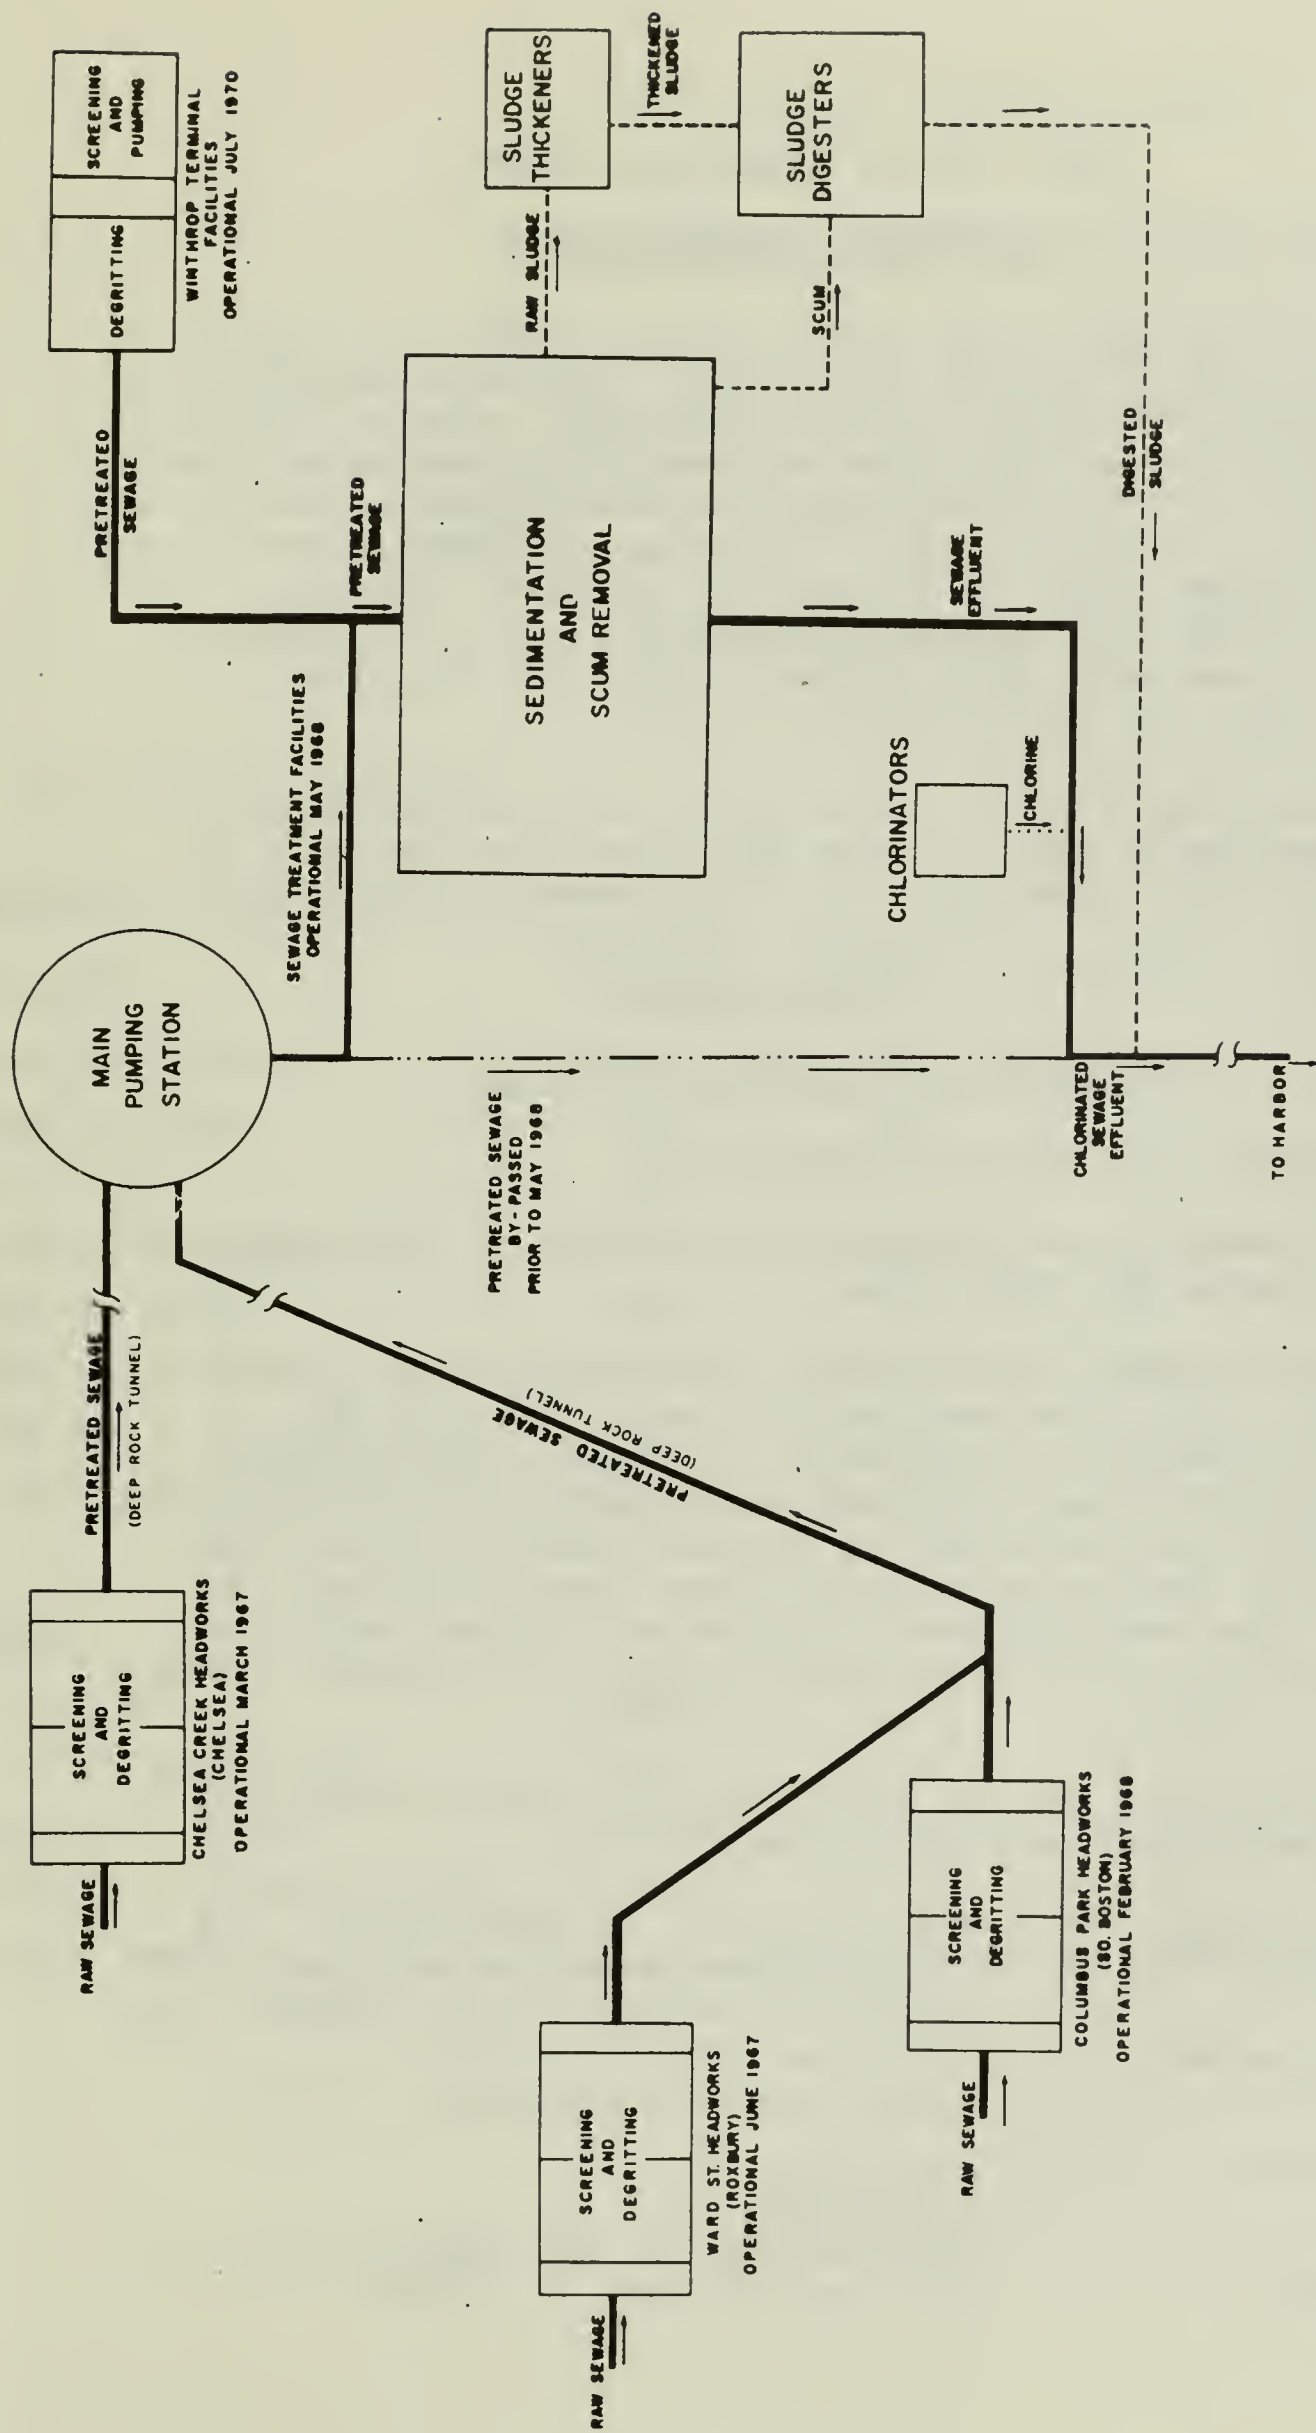 RAW SEWAGE
SCREENING
AND
DEGRITTING
CHELSEA CREEK HEADWORKS
(CHELSEA)
OPERATIONAL MARCH 1967
PRETREATED SEWAGE
(DEEP ROCK TUNNEL)
MAIN
PUMPING
STATION
PRETREATED
SEWAGE
DEGRITTING
SCREENING
AND
PUMPING
WINTHROP TERMINAL
FACILITIES
OPERATIONAL JULY 1970
SEWAGE TREATMENT FACILITIES
OPERATIONAL MAY 1968
PRETREATED
SEWAGE
RAW SEWAGE
SCREENING
AND
DEGRITTING
WARD ST. HEADWORKS
(ROXBURY)
OPERATIONAL JUNE 1967
(DEEP ROCK TUNNEL)
PRETREATED SEWAGE
PRETREATED SEWAGE
BY-PASSED
PRIOR TO MAY 1968
SEDIMENTATION
AND
SCUM REMOVAL
RAW SLUDGE
SLUDGE
THICKENERS
THICKENED
SLUDGE
SCUM
SLUDGE
DIGESTERS
RAW SEWAGE
SCREENING
AND
DEGRITTING
COLUMBUS PARK HEADWORKS
(SO. BOSTON)
OPERATIONAL FEBRUARY 1968
CHLORINATORS
CHLORINE
SEWAGE
EFFLUENT
DIGESTED
SLUDGE
CHLORINATED
SEWAGE
EFFLUENT
TO HARBOR